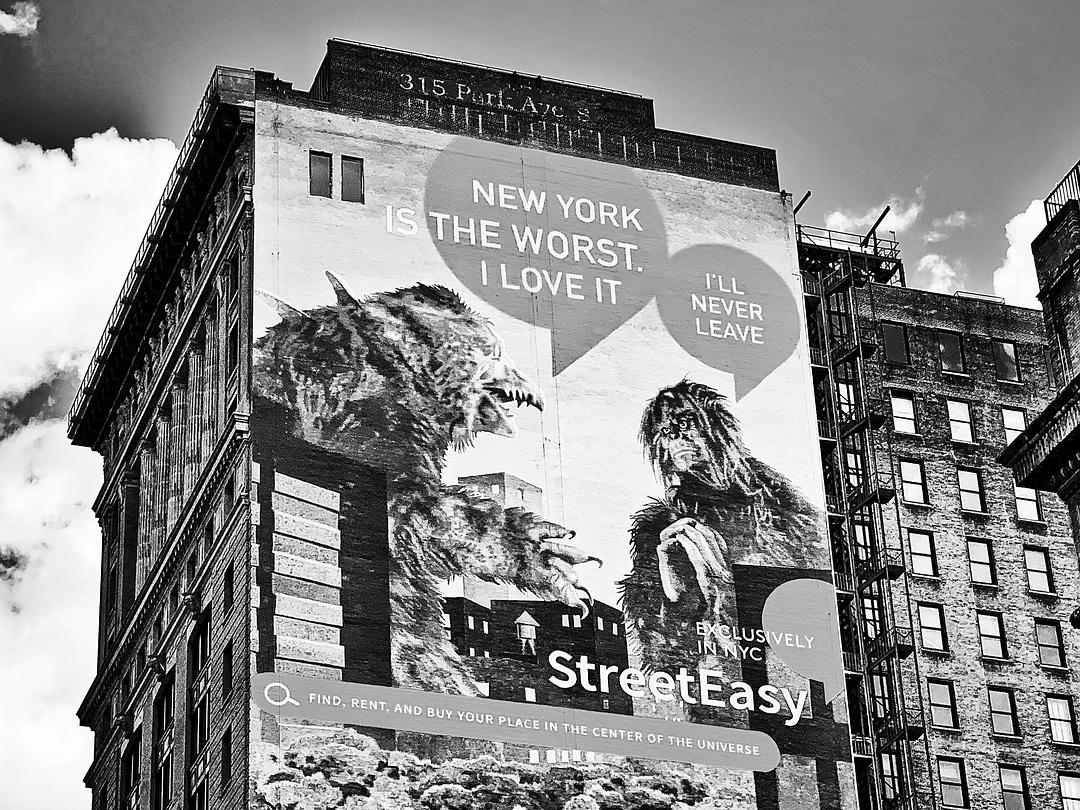 315 Park Ave S
NEW YORK
IS THE WORST.
I LOVE IT
I'LL
NEVER
LEAVE
EXCLUSIVELY
IN NYC
StreetEasy
FIND, RENT, AND BUY YOUR PLACE IN THE CENTER OF THE UNIVERSE